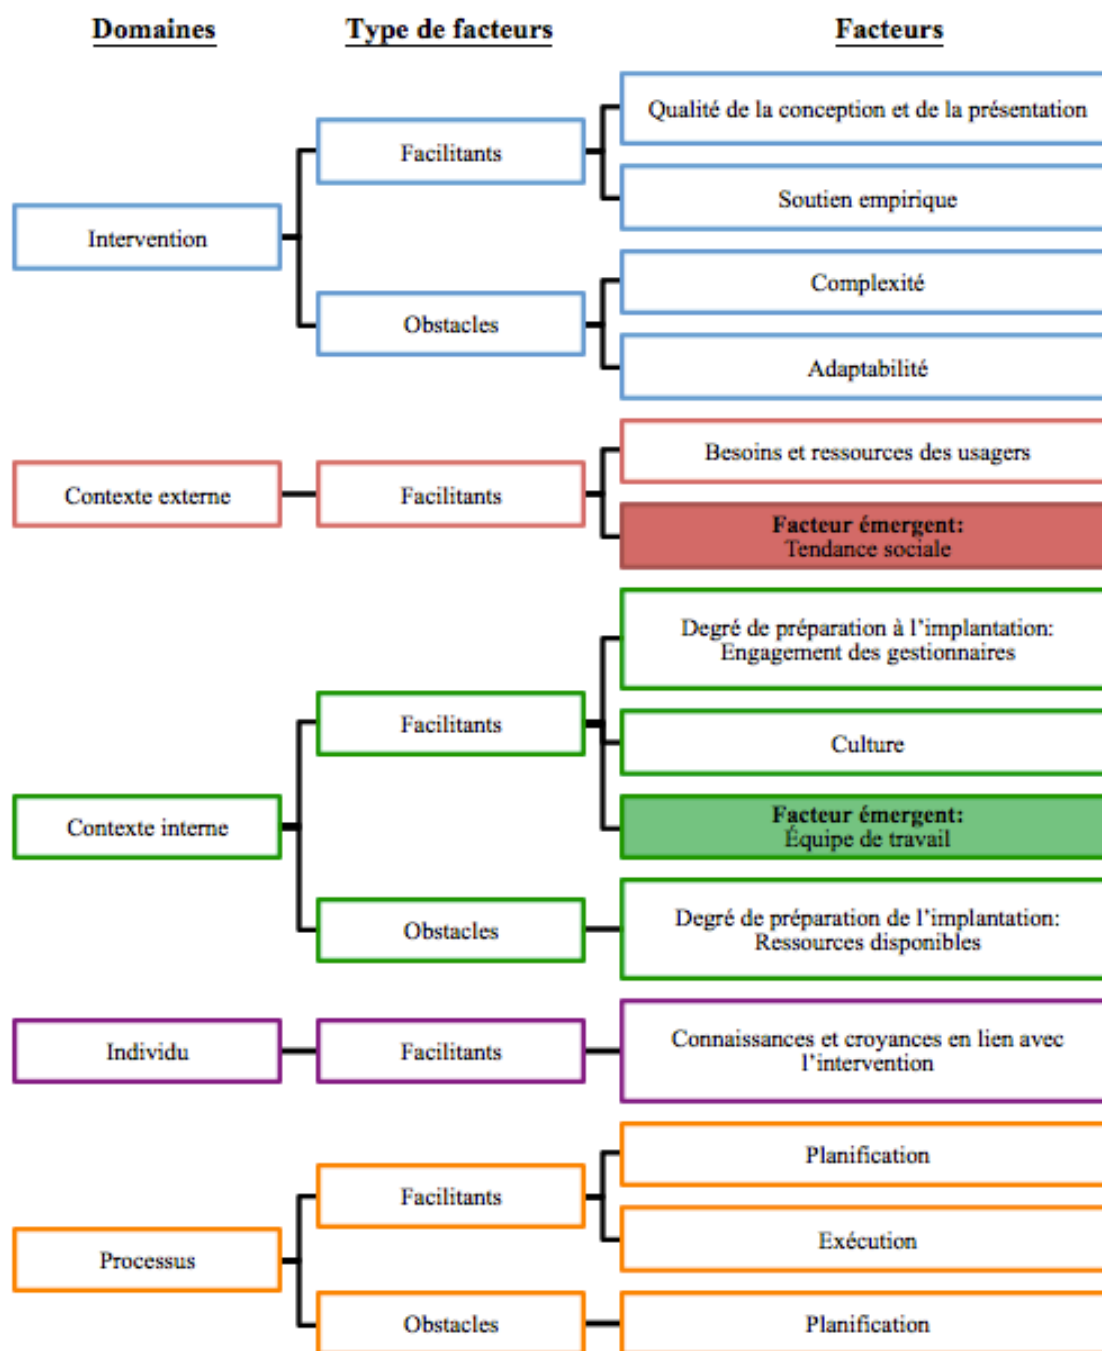 Domaines
Type de facteurs
Facteurs
Intervention
Facilitants
Qualité de la conception et de la présentation
Soutien empirique
Obstacles
Complexité
Adaptabilité
Contexte externe
Facilitants
Besoins et ressources des usagers
Facteur émergent:
Tendance sociale
Contexte interne
Facilitants
Degré de préparation à l'implantation:
Engagement des gestionnaires
Culture
Facteur émergent:
Équipe de travail
Obstacles
Degré de préparation de l'implantation:
Ressources disponibles
Individu
Facilitants
Connaissances et croyances en lien avec
l'intervention
Processus
Facilitants
Planification
Exécution
Obstacles
Planification